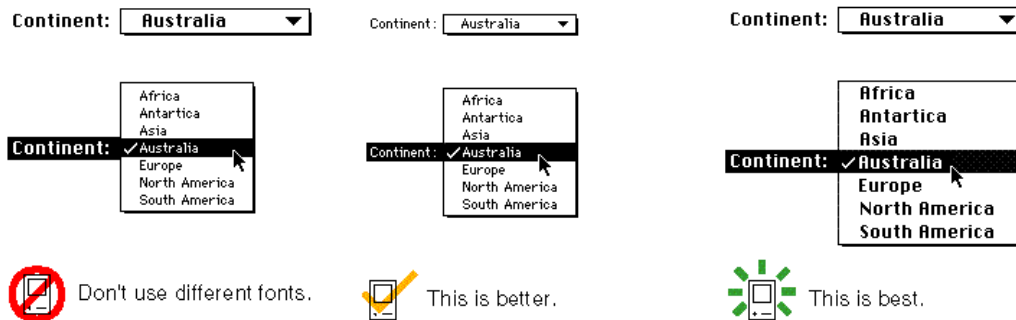 Continent: Australia
Continent: Australia
Continent: Australia
Africa
Antartica
Asia
Continent: ✓Australia
Europe
North America
South America
Africa
Antartica
Asia
Continent: ✓Australia
Europe
North America
South America
Africa
Antartica
Asia
Continent: ✓Australia
Europe
North America
South America
Don't use different fonts.
This is better.
This is best.